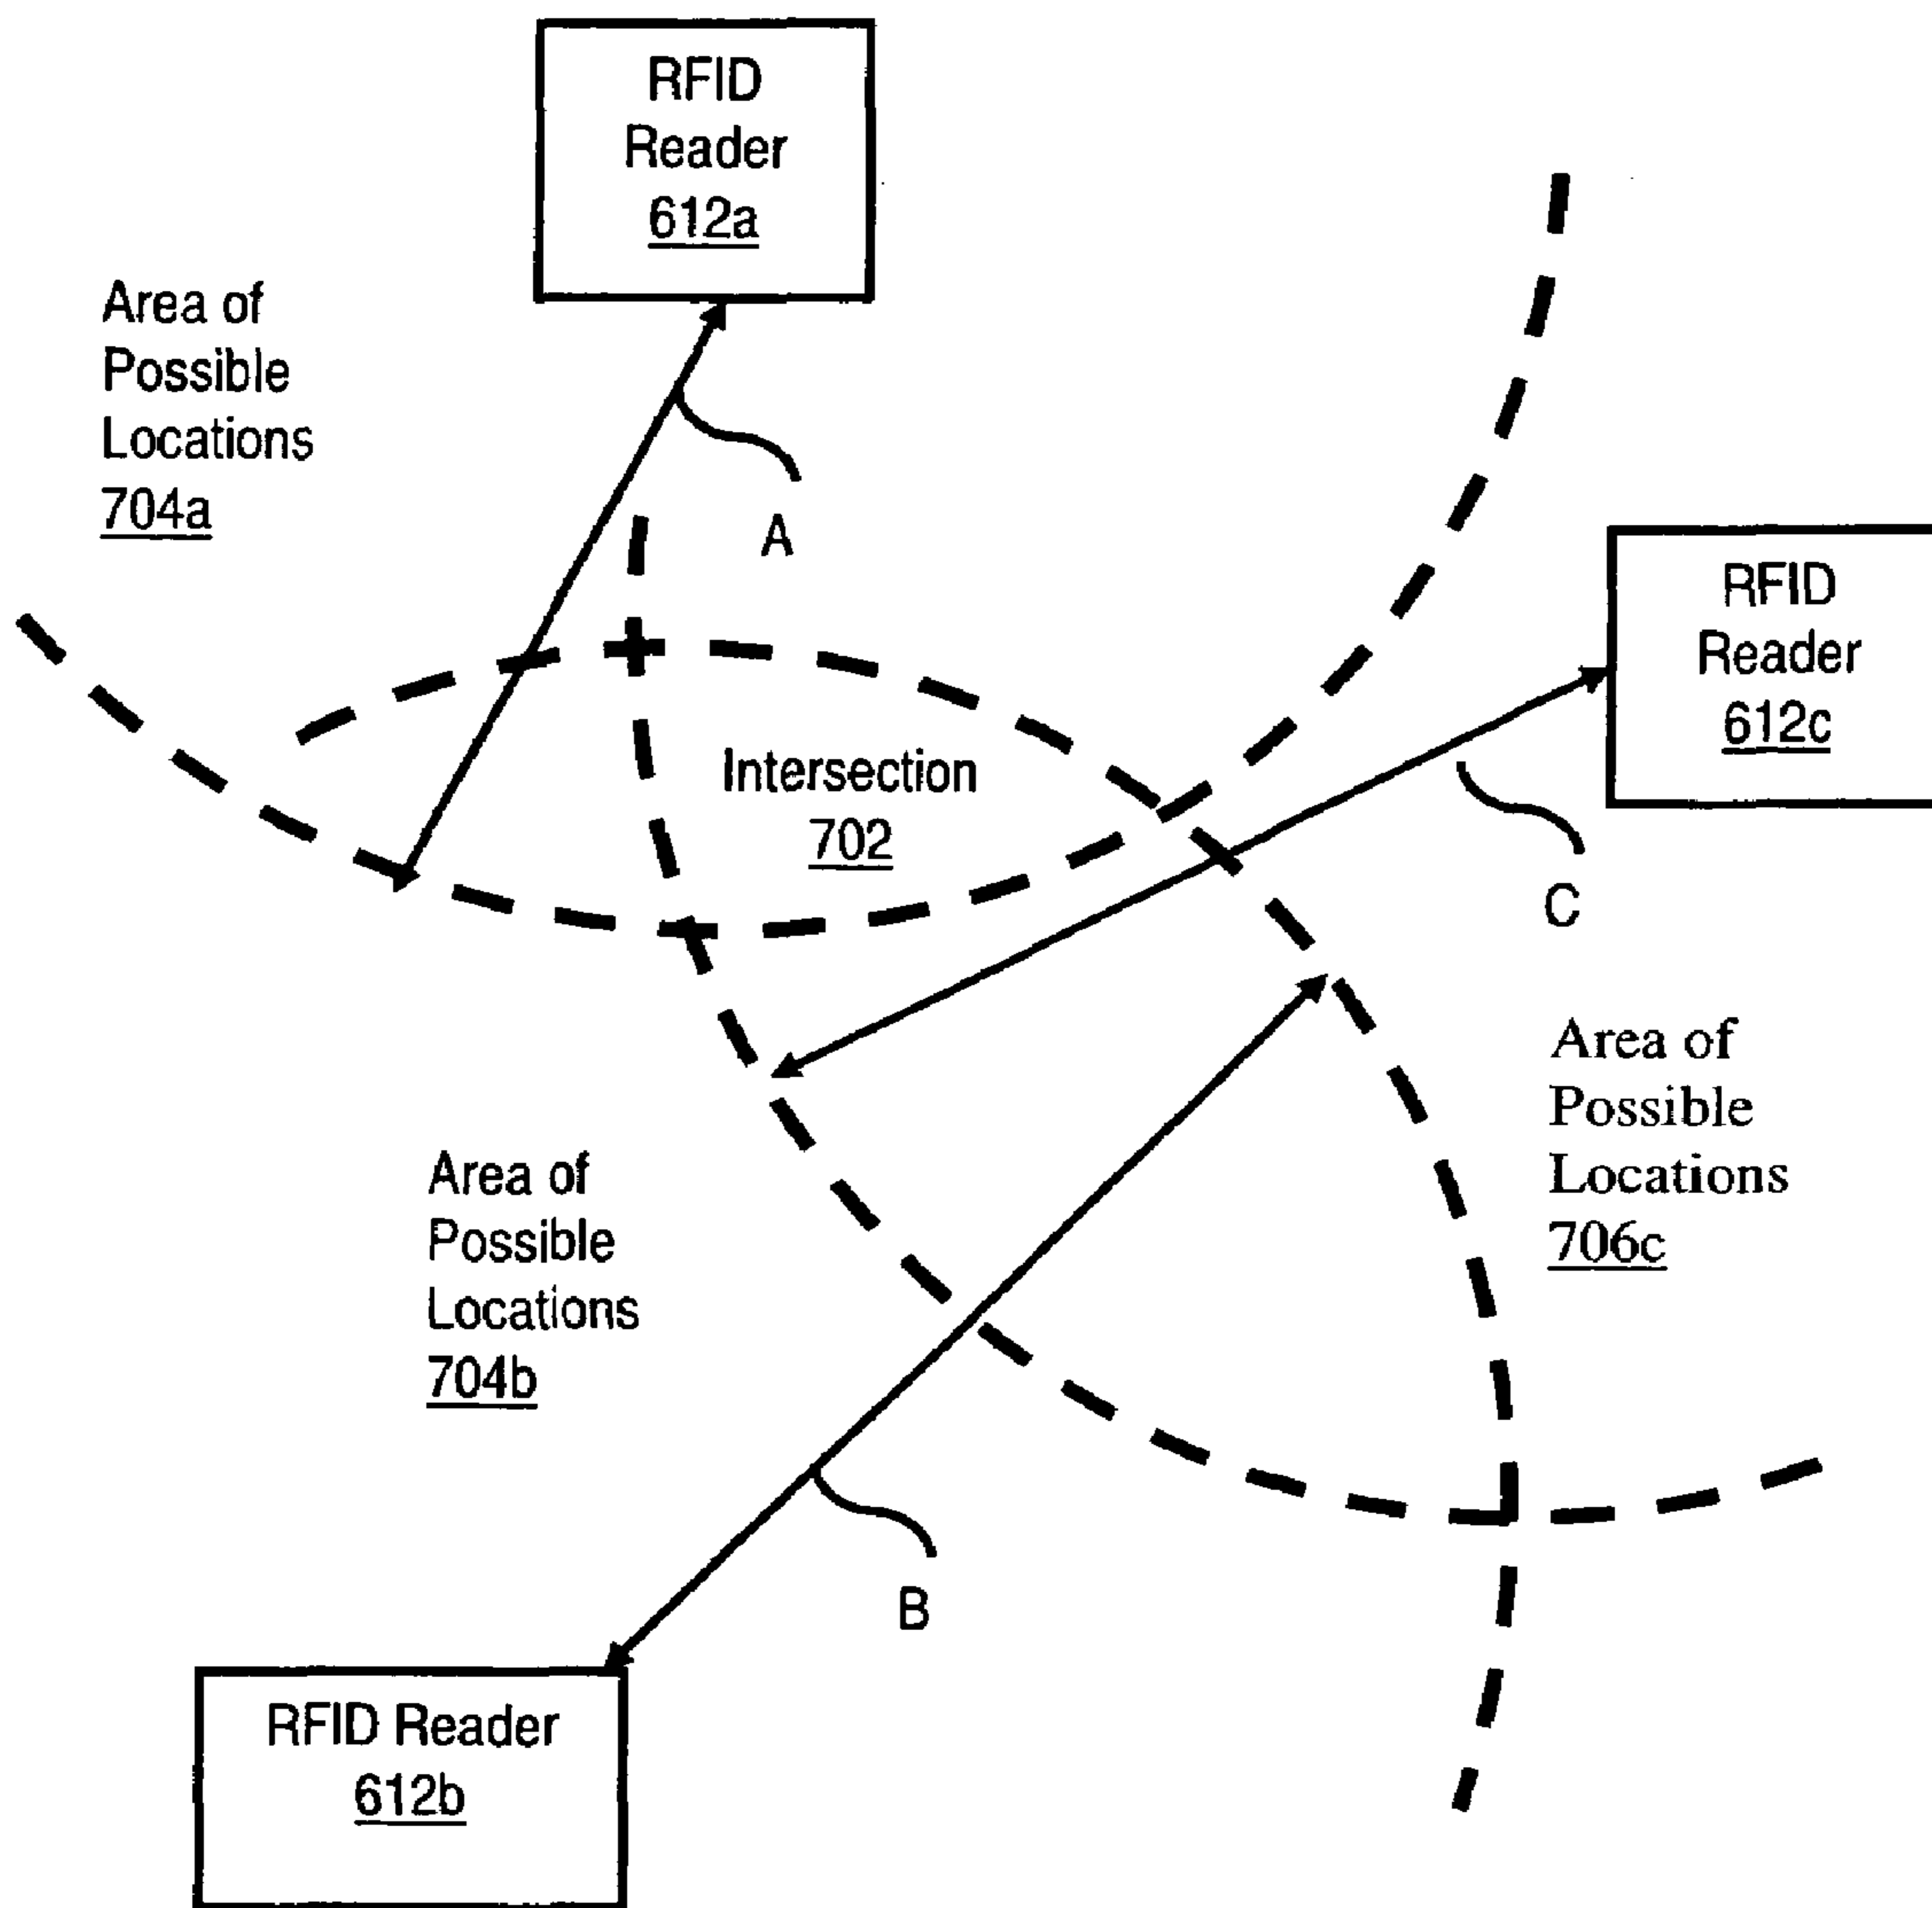 RFID
Reader
612a
Area of
Possible
Locations
704a
A
RFID
Reader
612c
Intersection
702
C
Area of
Possible
Locations
706c
Area of
Possible
Locations
704b
B
RFID Reader
612b